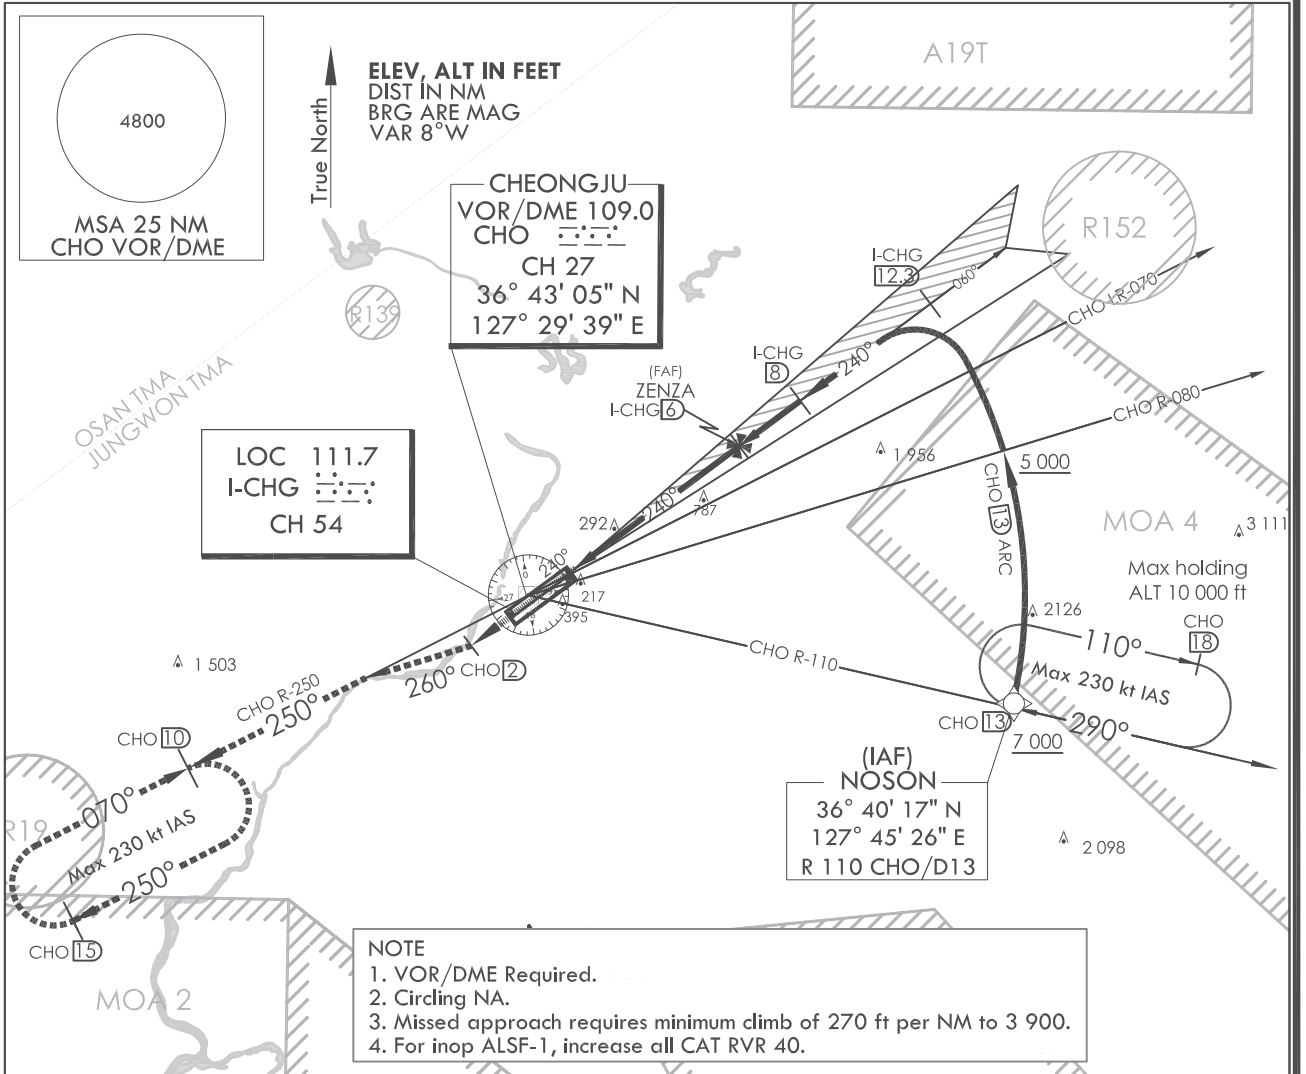 4800
MSA 25 NM
CHO VOR/DME
True North
ELEV, ALT IN FEET
DIST IN NM
BRG ARE MAG
VAR 8°W
A19T
CHEONGJU
VOR/DME 109.0
CHO
CH 27
36° 43' 05" N
127° 29' 39" E
R152
I-CHG
12.3
060°
CHO LR-070
R139
OSAN TMA
JUNGWON TMA
(FAF)
ZENZA
I-CHG 6
I-CHG
8
240°
CHO R-080
LOC 111.7
I-CHG
CH 54
1 956
5 000
240°
787
292
CHO 13 ARC
MOA 4
3 111
Max holding
ALT 10 000 ft
240°
0
27
217
395
2126
CHO
18
110°
Max 230 kt IAS
290°
CHO R-110
1 503
260°
CHO 2
CHO R-250
250°
CHO 13
7 000
CHO 10
(IAF)
NOSON
36° 40' 17" N
127° 45' 26" E
R 110 CHO/D13
2 098
R19
070°
Max 230 kt IAS
250°
CHO 15
MOA 2
NOTE
1. VOR/DME Required.
2. Circling NA.
3. Missed approach requires minimum climb of 270 ft per NM to 3 900.
4. For inop ALSF-1, increase all CAT RVR 40.